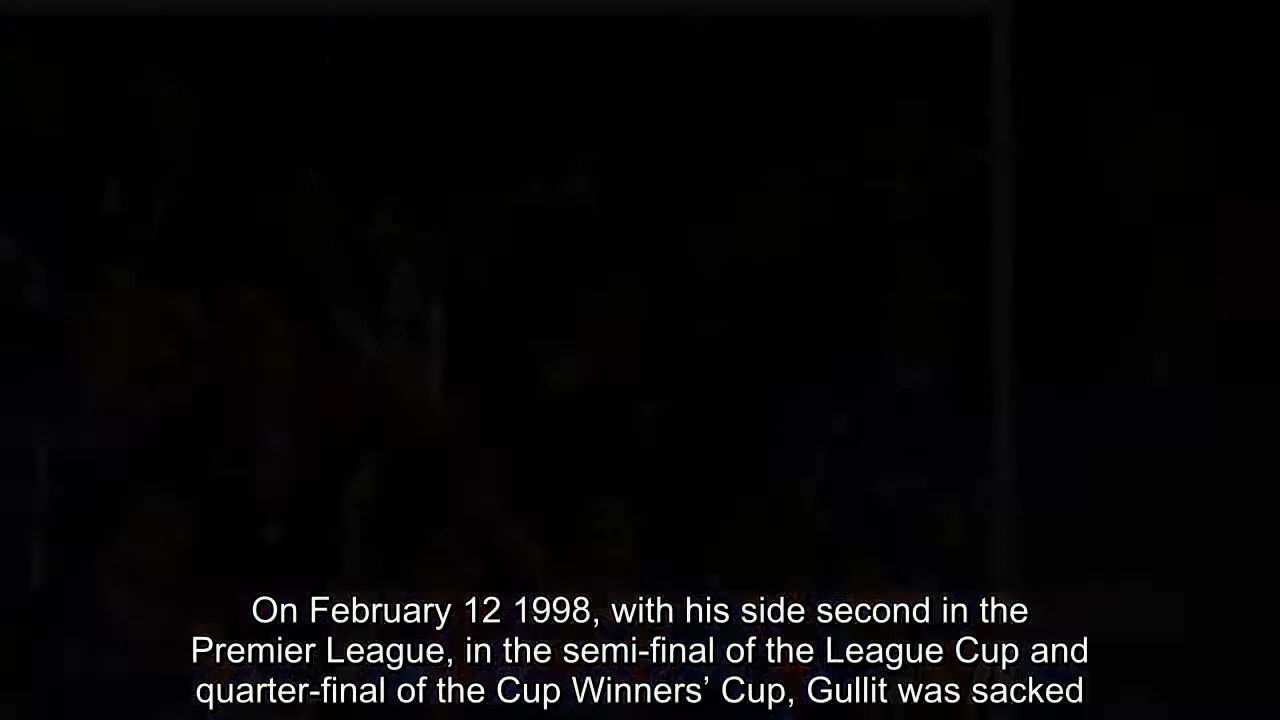 On February 12 1998, with his side second in the
Premier League, in the semi-final of the League Cup and
quarter-final of the Cup Winners’ Cup, Gullit was sacked